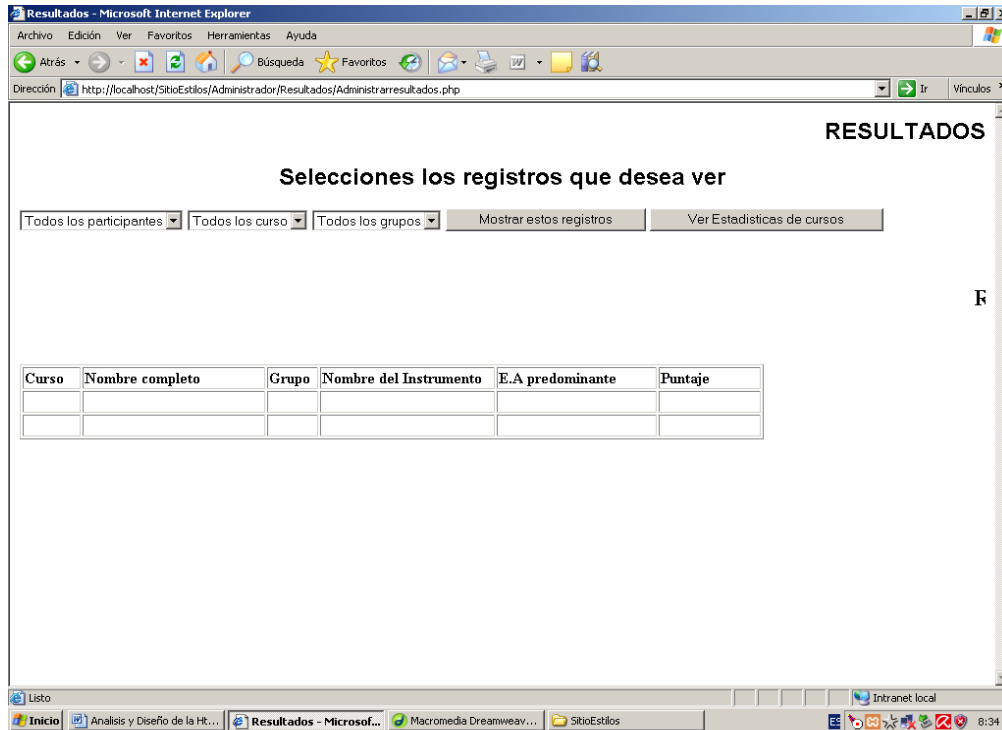 Resultados - Microsoft Internet Explorer
Archivo Edición Ver Favoritos Herramientas Ayuda
Atrás Búsqueda Favoritos
Dirección http://localhost/SitioEstilos/Administrador/Resultados/Administrarresultados.php Ir Vínculos
RESULTADOS
Selecciones los registros que desea ver
Todos los participantes Todos los curso Todos los grupos Mostrar estos registros Ver Estadisticas de cursos
R
Curso Nombre completo Grupo Nombre del Instrumento E.A predominante Puntaje
Listo Intranet local
Inicio Analisis y Diseño de la Ht... Resultados - Microsof... Macromedia Dreamweav... SitioEstilos ES 8:34